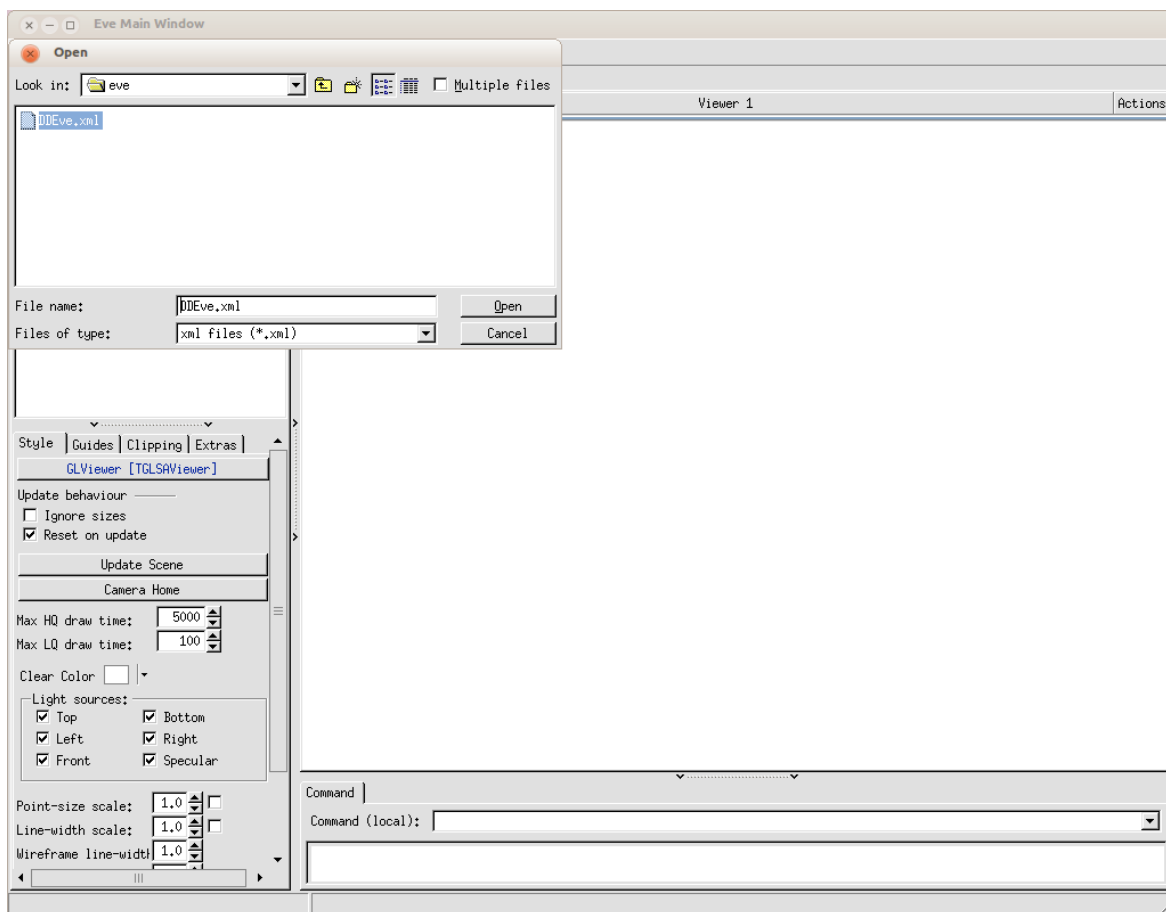 Eve Main Window
Open
Look in: eve Multiple files
DDEve.xml
File name: DDEve.xml Open
Files of type: xml files (*.xml) Cancel
Viewer 1 Actions
Style Guides Clipping Extras
GLViewer [TGLSAViewer]
Update behaviour
Ignore sizes
Reset on update
Update Scene
Camera Home
Max HQ draw time: 5000
Max LQ draw time: 100
Clear Color
Light sources:
Top Bottom
Left Right
Front Specular
Point-size scale: 1.0
Line-width scale: 1.0
Wireframe line-widt 1.0
Command
Command (local):